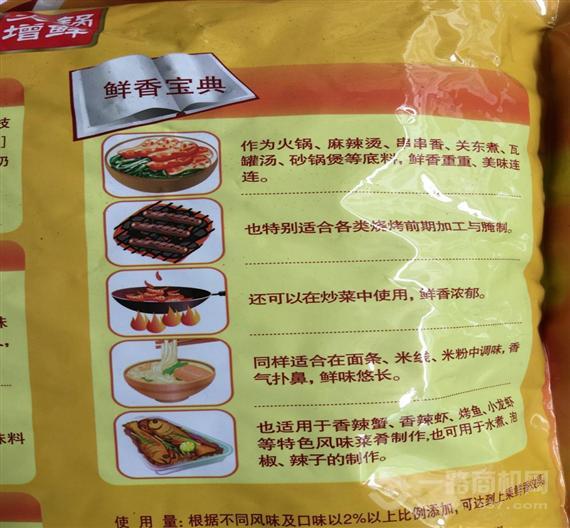 火锅
增鲜
鲜香宝典
作为火锅、麻辣烫、串串香、关东煮、瓦
罐汤、砂锅煲等底料，鲜香重重、美味连
连。
也特别适合各类烧烤前期加工与腌制。
还可以在炒菜中使用，鲜香浓郁。
同样适合在面条、米线、米粉中调味，香
气扑鼻，鲜味悠长。
也适用于香辣蟹、香辣虾、烤鱼、小龙虾
等特色风味菜肴制作，也可用于水煮、泡
椒、辣子的制作。
味料
使 用 量：根据不同风味及口味以2%以上比例添加，可达到上乘鲜
一路商机网